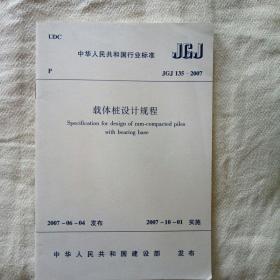 UDC
中华人民共和国行业标准
JGJ
P
JGJ 135-2007
载体桩设计规程
Specification for design of ram-compacted piles
with bearing base
2007-06-04 发布
2007-10-01 实施
中华人民共和国建设部 发布